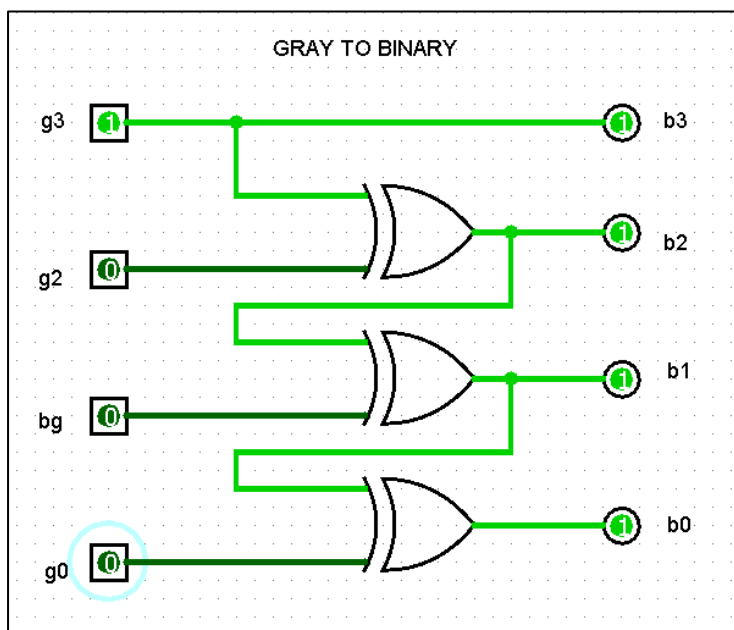 GRAY TO BINARY
g3 1 1 b3
1 b2
g2 0
1 b1
bg 0
1 b0
g0 0